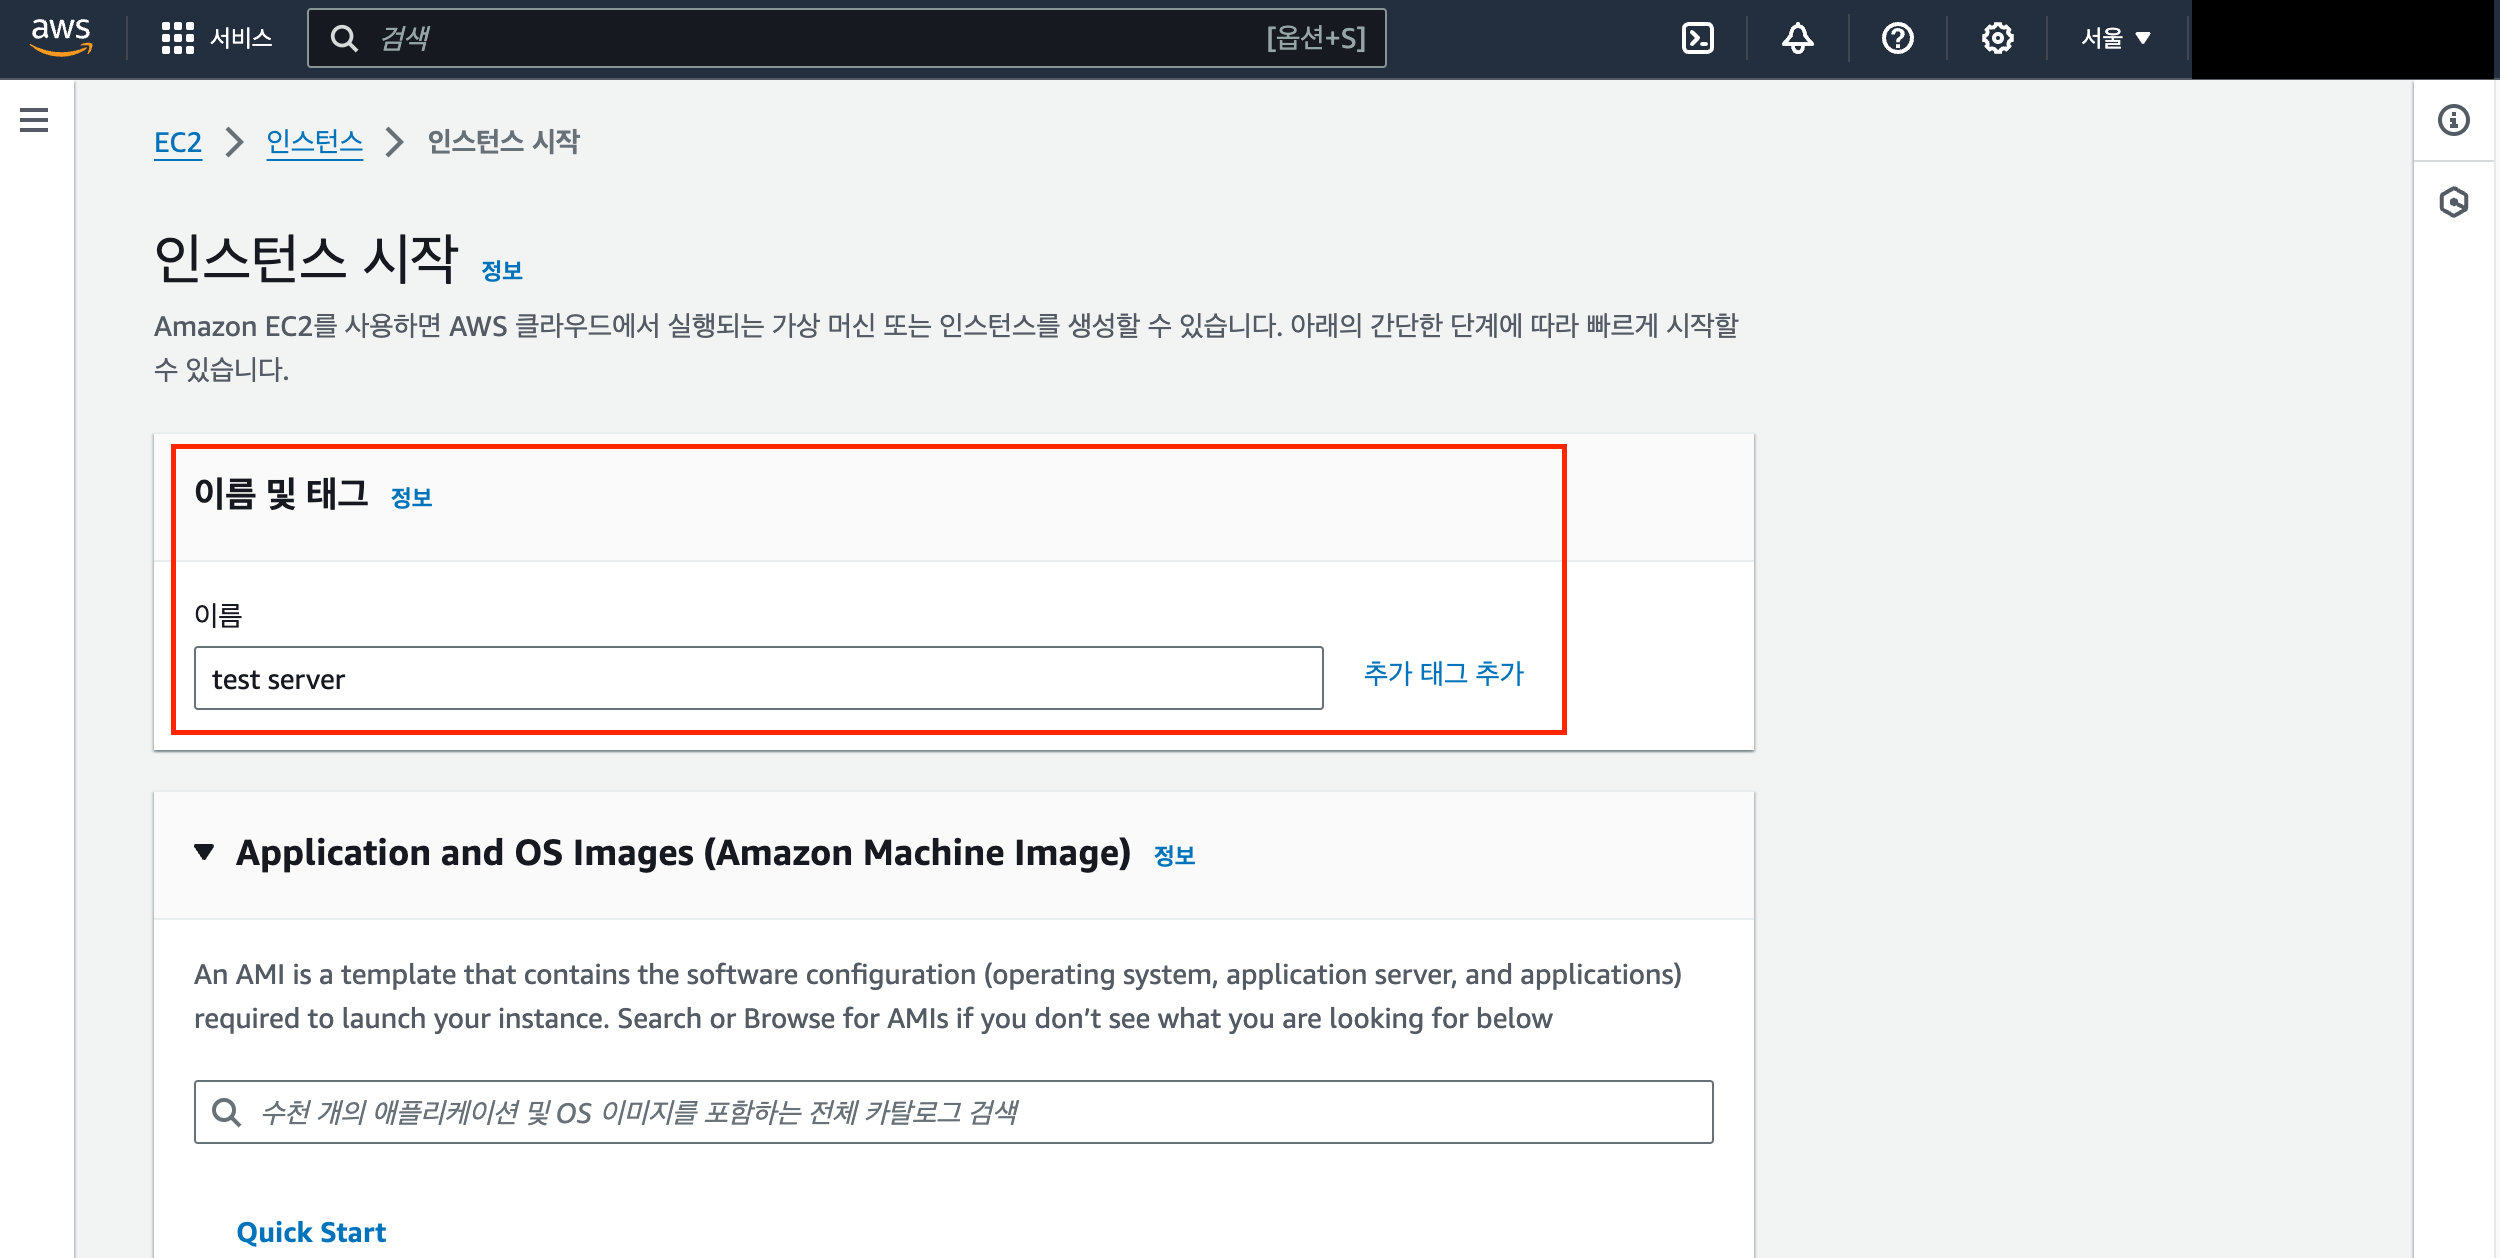 aws 서비스 검색 [옵션+S] 서울
EC2 인스턴스 인스턴스 시작
인스턴스 시작 정보
Amazon EC2를 사용하면 AWS 클라우드에서 실행되는 가상 머신 또는 인스턴스를 생성할 수 있습니다. 아래의 간단한 단계에 따라 빠르게 시작할
수 있습니다.
이름 및 태그 정보
이름
test server 추가 태그 추가
Application and OS Images (Amazon Machine Image) 정보
An AMI is a template that contains the software configuration (operating system, application server, and applications)
required to launch your instance. Search or Browse for AMIs if you don’t see what you are looking for below
수천 개의 애플리케이션 및 OS 이미지를 포함하는 전체 카탈로그 검색
Quick Start